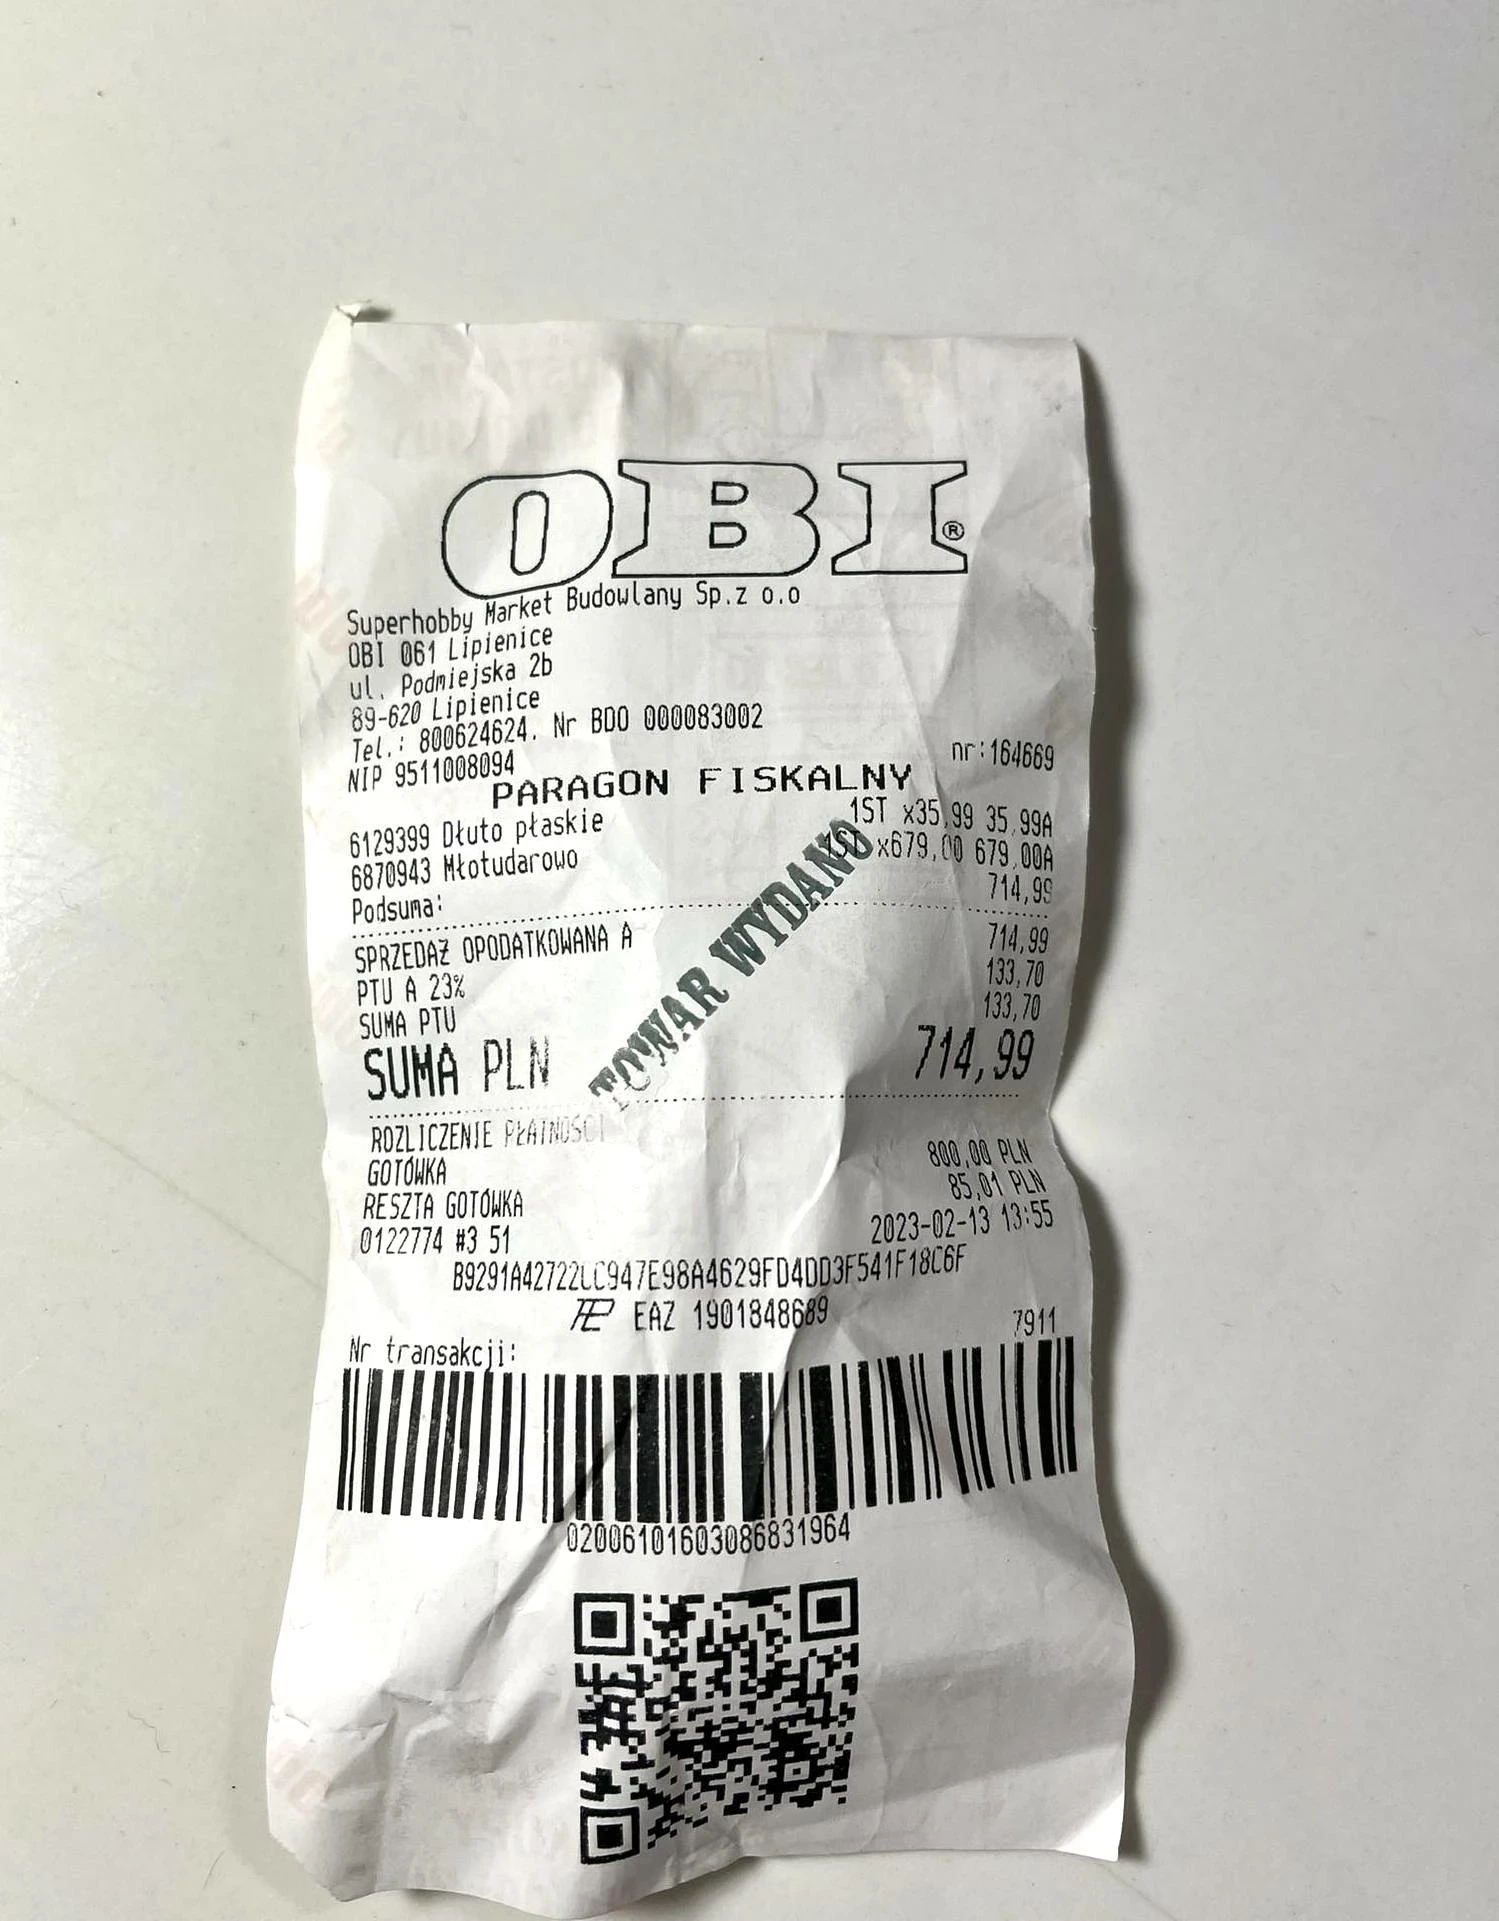 OBI®
Superhobby Market Budowlany Sp.z o.o
OBI 061 Lipienice
ul. Podmiejska 2b
89-620 Lipienice
Tel.: 800624624. Nr BDO 000083002
NIP 9511008094
nr:164669
PARAGON FISKALNY
6129399 Dłuto płaskie 1ST x35,99 35,99A
6870943 Młotudarowo 1ST x679,00 679,00A
Podsuma: 714,99
TOWAR WYDANO
SPRZEDAŻ OPODATKOWANA A 714,99
PTU A 23% 133,70
SUMA PTU 133,70
SUMA PLN 714,99
ROZLICZENIE PŁATNOŚCI
GOTÓWKA 800,00 PLN
RESZTA GOTÓWKA 85,01 PLN
0122774 #3 51 2023-02-13 13:55
EAZ 1901848689
Nr transakcji: 7911
02006101603086831964